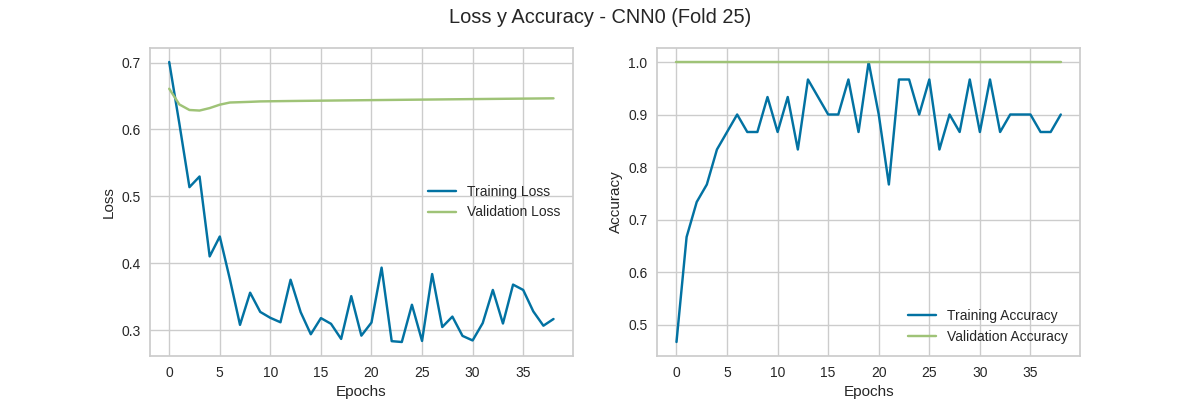 Loss y Accuracy - CNN0 (Fold 25)
0.7
0.6
0.5
0.4
0.3
Loss
Training Loss
Validation Loss
0 5 10 15 20 25 30 35
Epochs
1.0
0.9
0.8
0.7
0.6
0.5
Accuracy
Training Accuracy
Validation Accuracy
0 5 10 15 20 25 30 35
Epochs